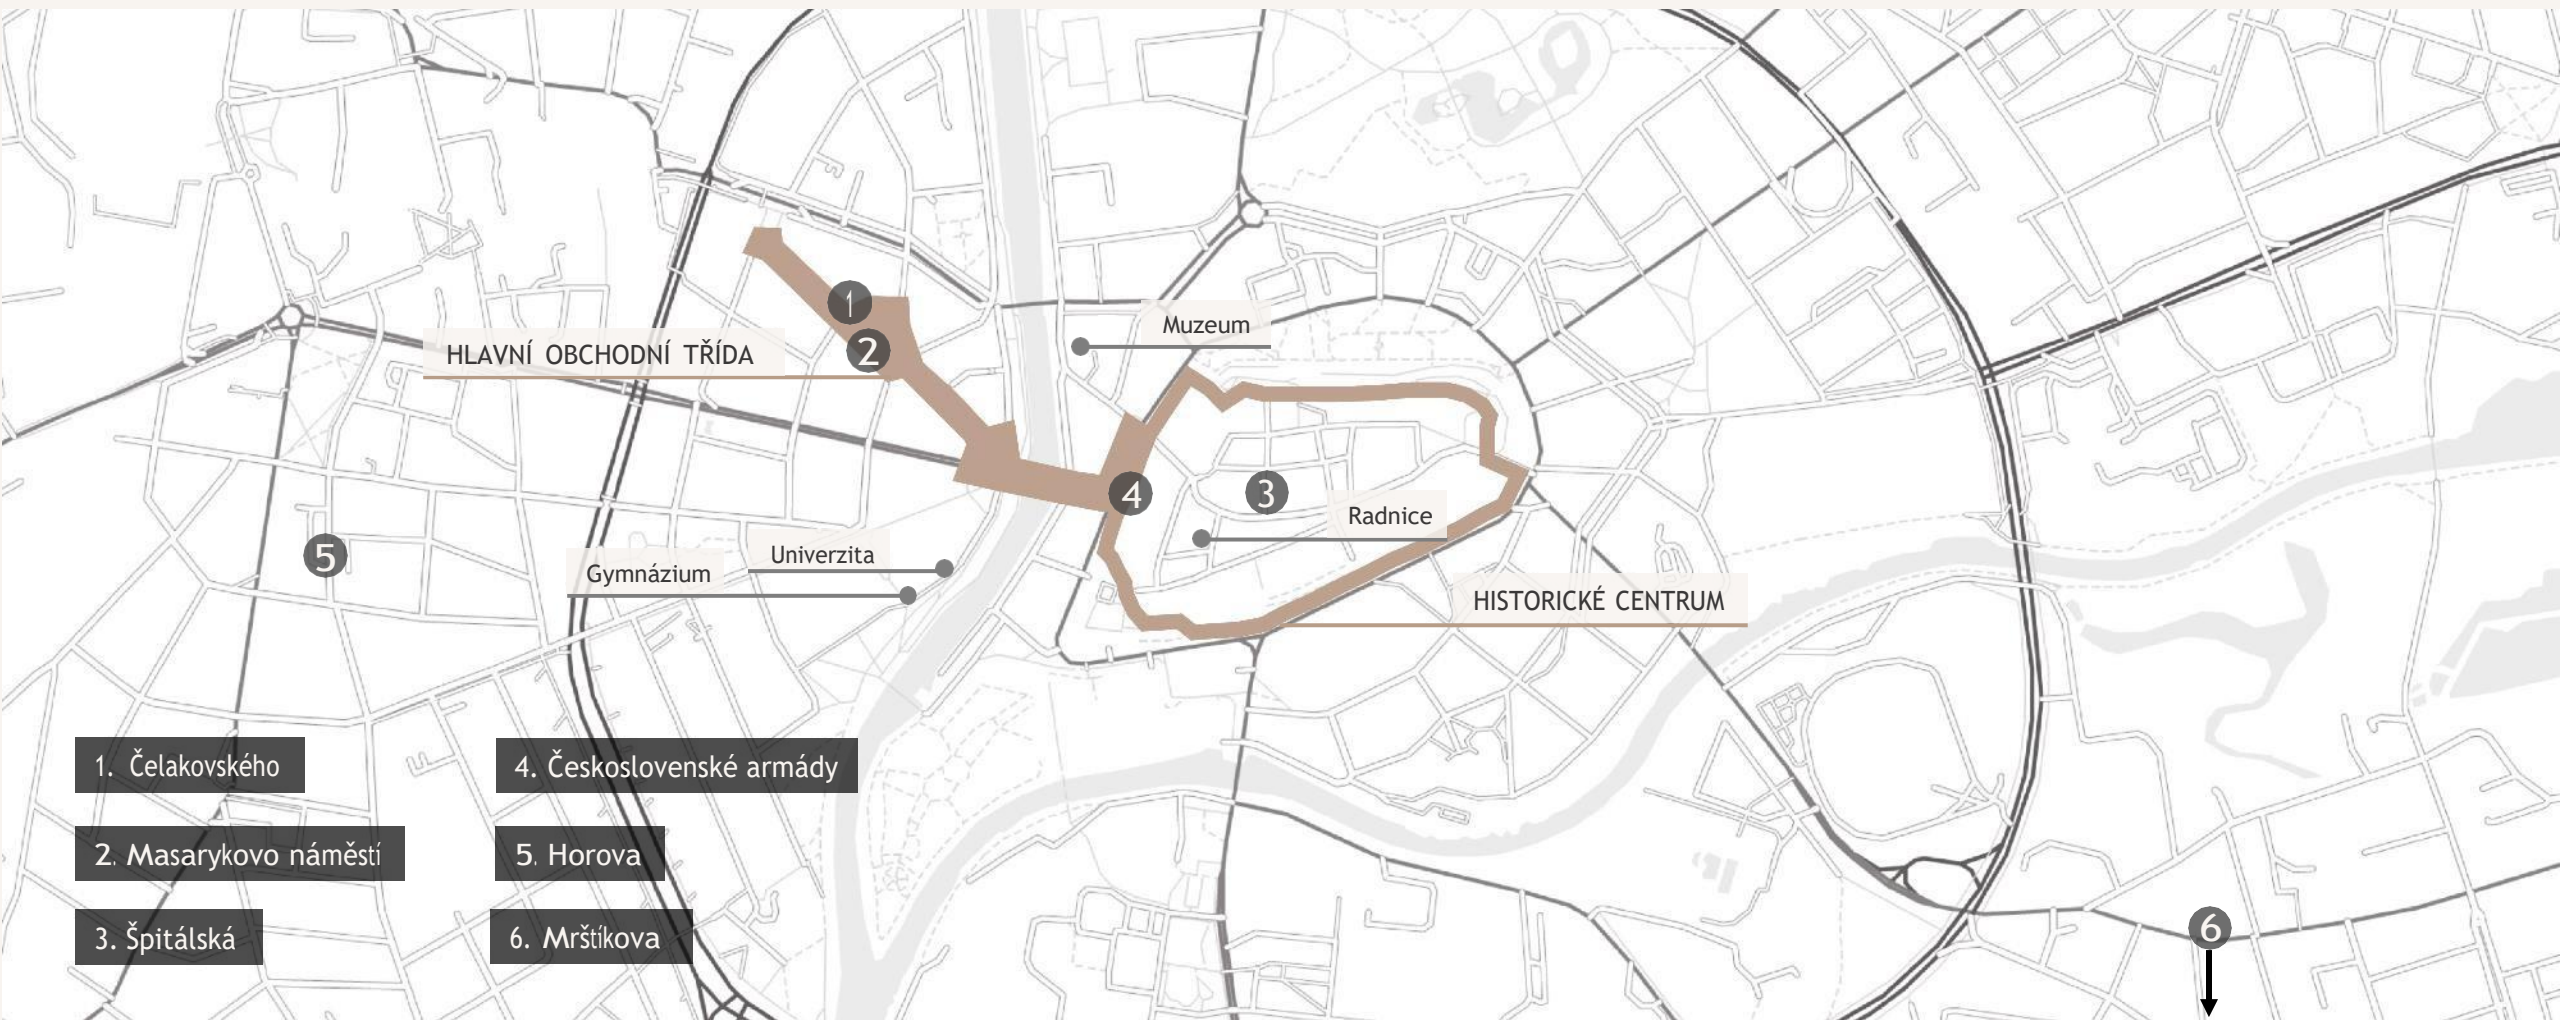 1
Muzeum
HLAVNÍ OBCHODNÍ TŘÍDA
2
4
3
Radnice
5
Univerzita
Gymnázium
HISTORICKÉ CENTRUM
1. Čelakovského
2. Masarykovo náměstí
3. Špitálská
4. Československé armády
5. Horova
6. Mrštíkova
6